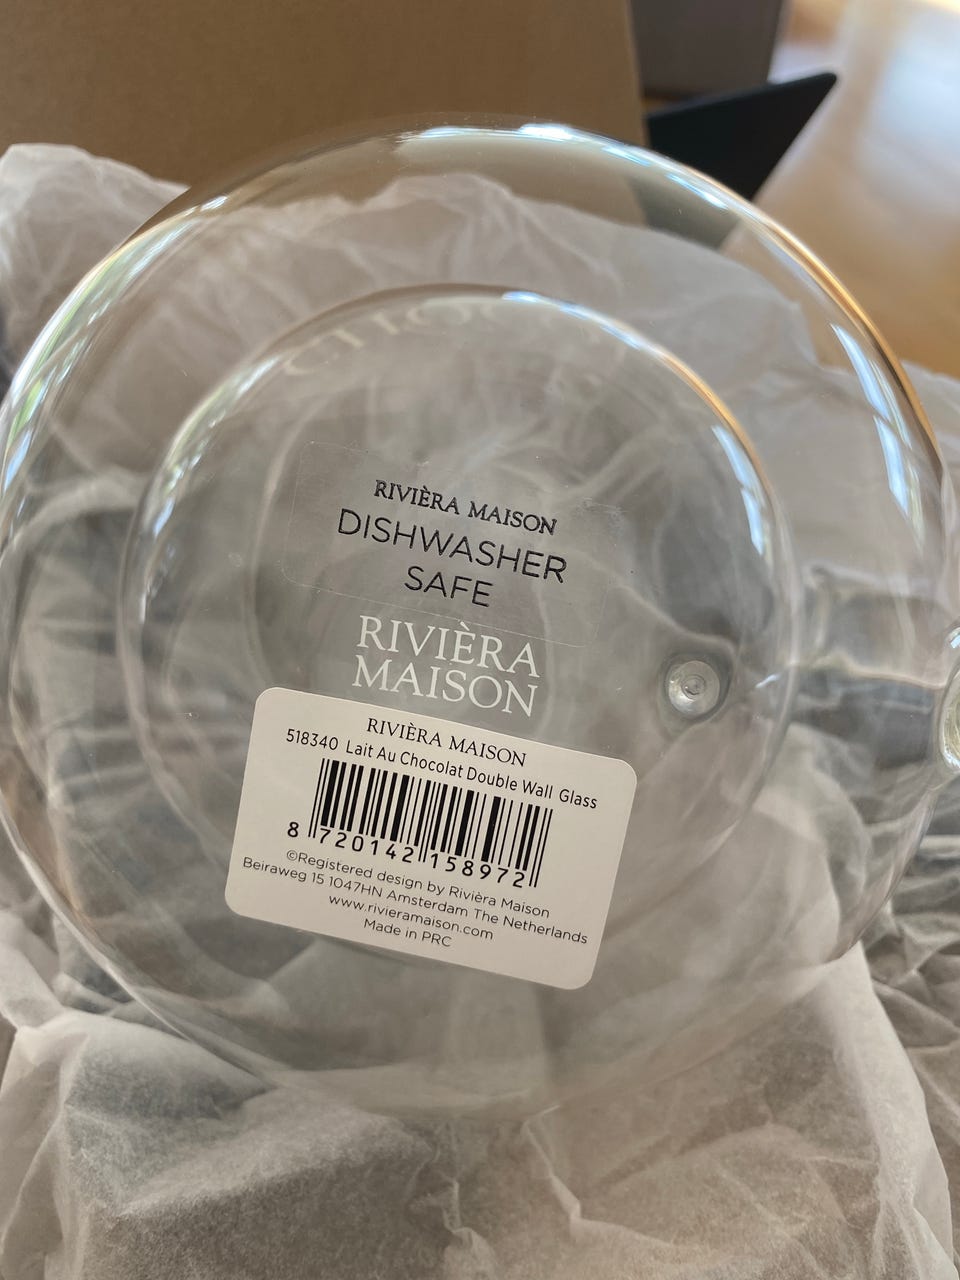 RIVIÈRA MAISON
DISHWASHER
SAFE
RIVIÈRA
MAISON
RIVIÈRA MAISON
518340 Lait Au Chocolat Double Wall Glass
8 720142 158972
©Registered design by Rivièra Maison
Beiraweg 15 1047HN Amsterdam The Netherlands
www.rivieramaison.com
Made in PRC